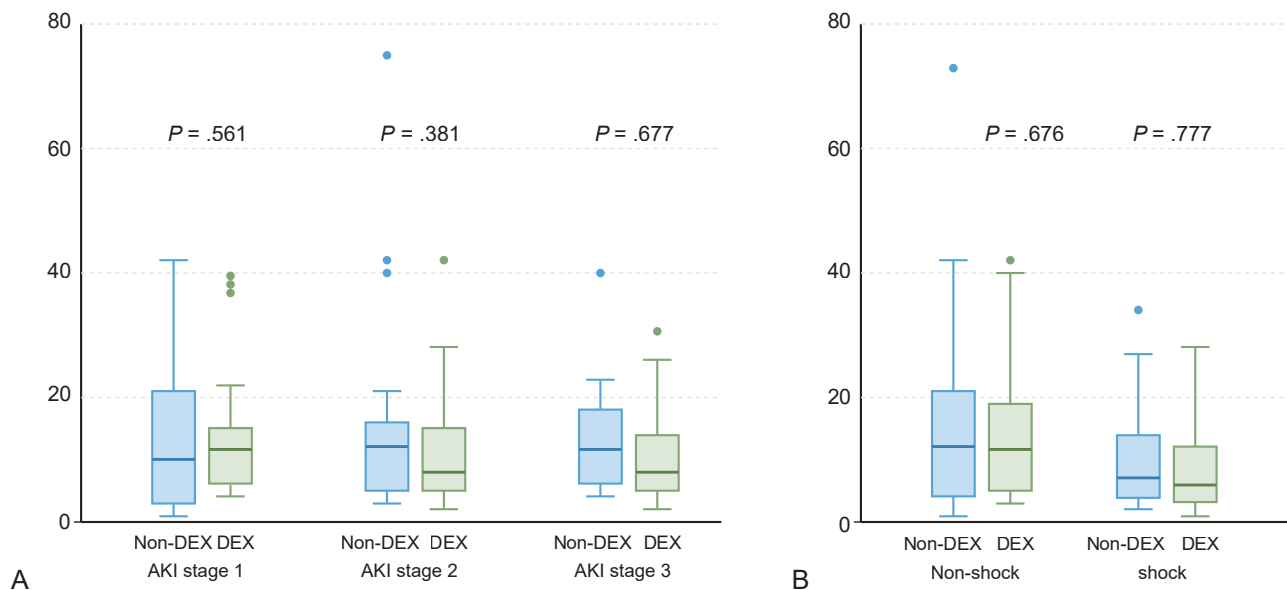 80
60
40
20
0
P = .561
P = .381
P = .677
Non-DEX DEX
Non-DEX DEX
Non-DEX DEX
AKI stage 1
AKI stage 2
AKI stage 3
A
80
60
40
20
0
P = .676
P = .777
Non-DEX DEX
Non-DEX DEX
Non-shock
shock
B